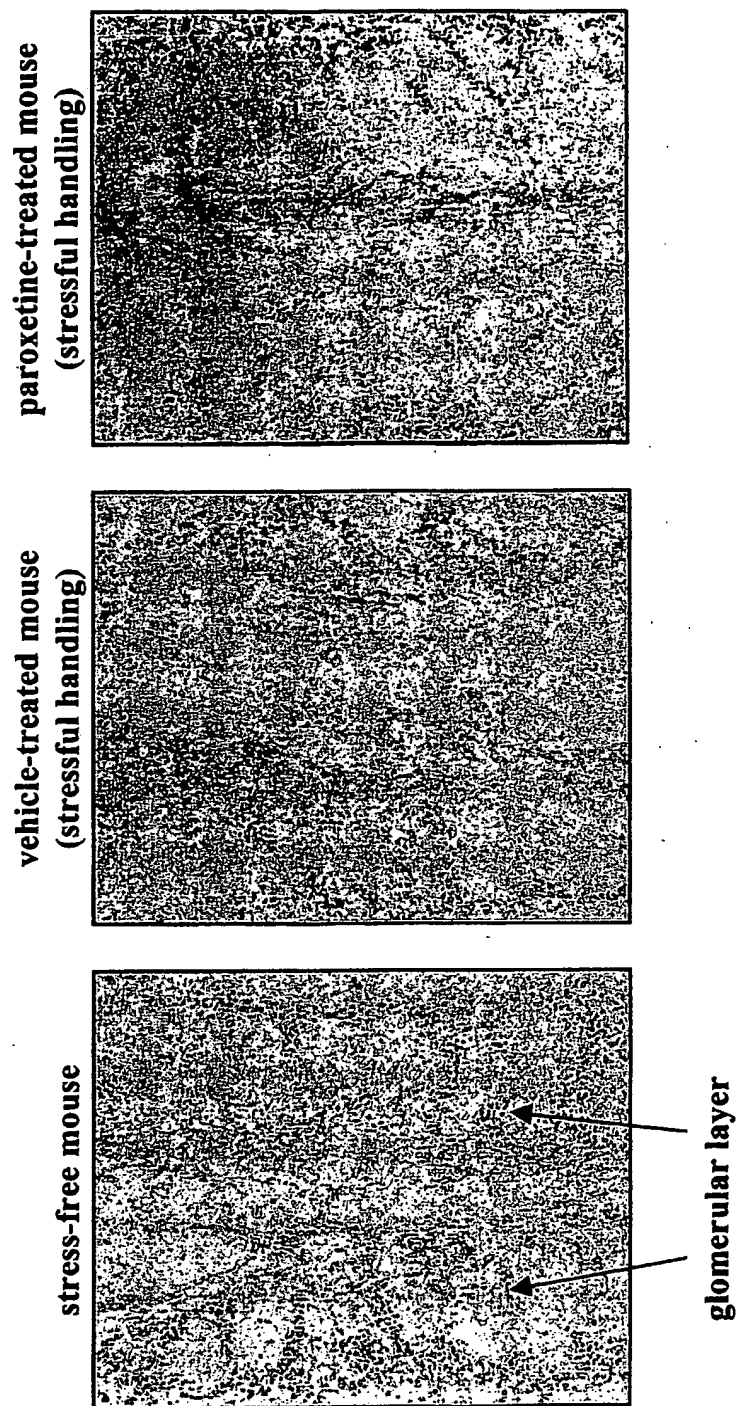 stress-free mouse
vehicle-treated mouse
(stressful handling)
paroxetine-treated mouse
(stressful handling)
glomerular layer